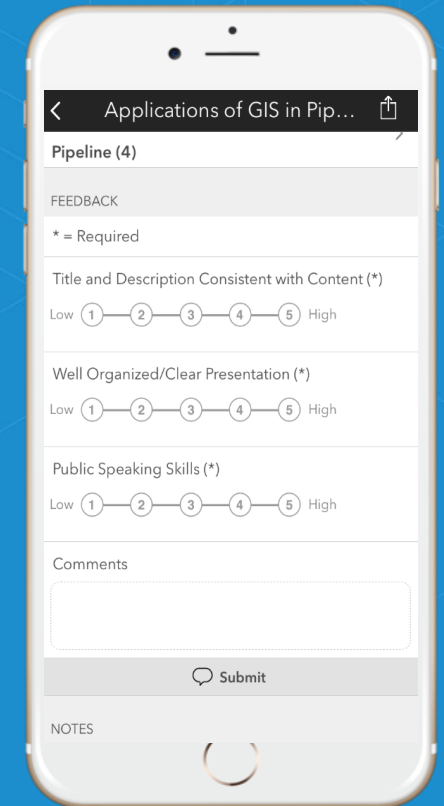 Applications of GIS in Pip...
Pipeline (4)
FEEDBACK
* = Required
Title and Description Consistent with Content (*)
Low 1 2 3 4 5 High
Well Organized/Clear Presentation (*)
Low 1 2 3 4 5 High
Public Speaking Skills (*)
Low 1 2 3 4 5 High
Comments
Submit
NOTES